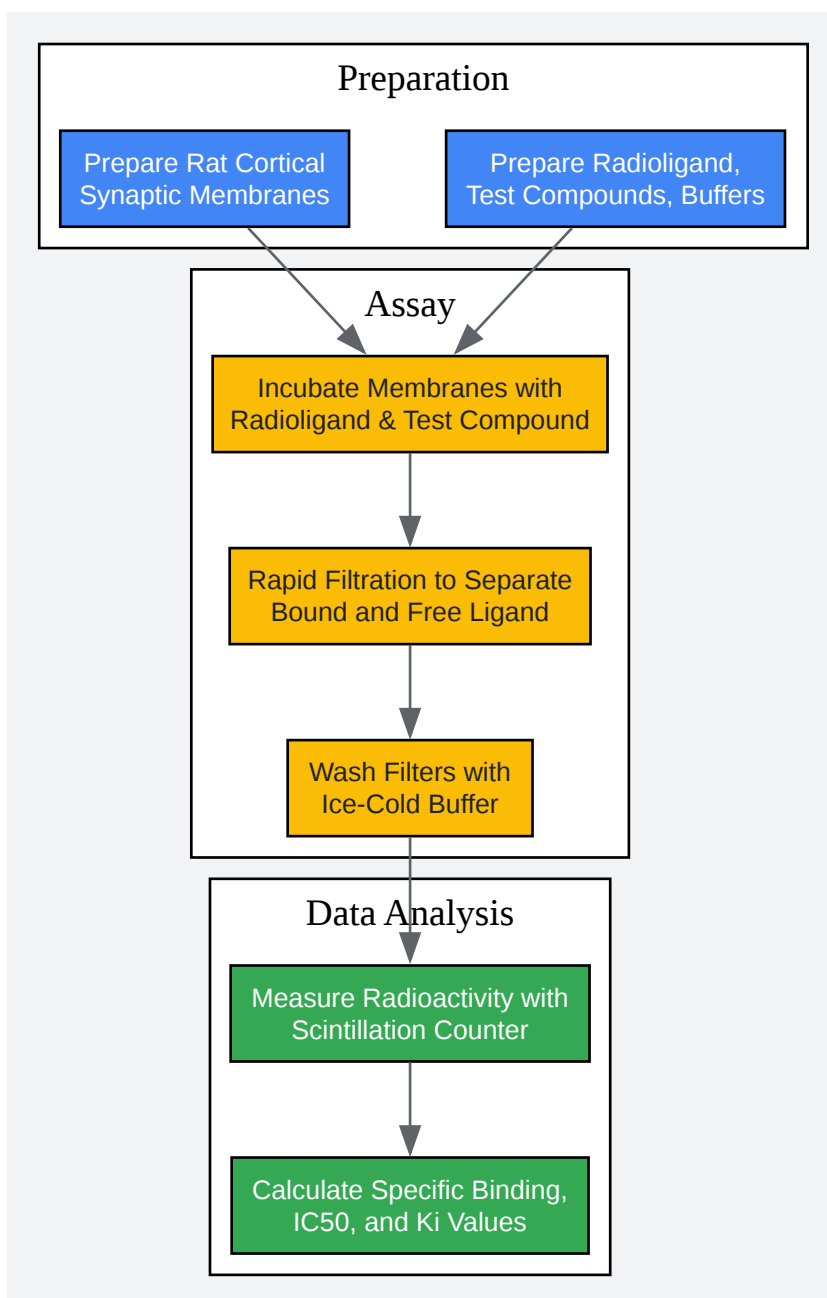 Preparation
Prepare Rat Cortical
Synaptic Membranes
Prepare Radioligand,
Test Compounds, Buffers
Assay
Incubate Membranes with
Radioligand & Test Compound
Rapid Filtration to Separate
Bound and Free Ligand
Wash Filters with
Ice-Cold Buffer
Data Analysis
Measure Radioactivity with
Scintillation Counter
Calculate Specific Binding,
IC50, and Ki Values